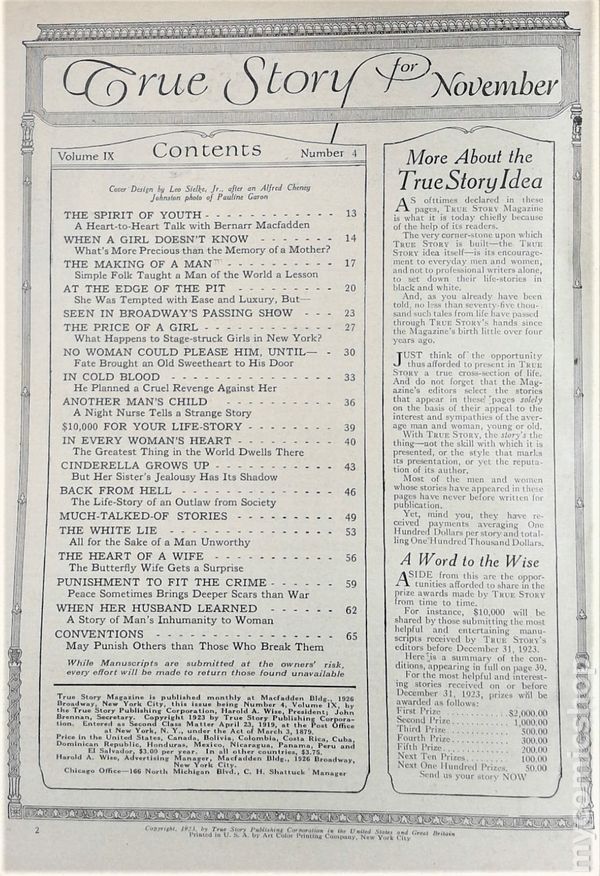 True Story for November
Volume IX Contents Number 4
Cover Design by Leo Sielke, Jr., after an Alfred Cheney
Johnston photo of Pauline Garon
THE SPIRIT OF YOUTH - - - - - - - - - - - - 13
A Heart-to-Heart Talk with Bernarr Macfadden
WHEN A GIRL DOESN'T KNOW - - - - - - - - 14
What's More Precious than the Memory of a Mother?
THE MAKING OF A MAN - - - - - - - - - - 17
Simple Folk Taught a Man of the World a Lesson
AT THE EDGE OF THE PIT - - - - - - - - - - 20
She Was Tempted with Ease and Luxury, But—
SEEN IN BROADWAY'S PASSING SHOW - - - 23
THE PRICE OF A GIRL - - - - - - - - - - - - 27
What Happens to Stage-struck Girls in New York?
NO WOMAN COULD PLEASE HIM, UNTIL— - 30
Fate Brought an Old Sweetheart to His Door
IN COLD BLOOD - - - - - - - - - - - - - - 33
He Planned a Cruel Revenge Against Her
ANOTHER MAN'S CHILD - - - - - - - - - - - 36
A Night Nurse Tells a Strange Story
$10,000 FOR YOUR LIFE-STORY - - - - - - - - 39
IN EVERY WOMAN'S HEART - - - - - - - - - 40
The Greatest Thing in the World Dwells There
CINDERELLA GROWS UP - - - - - - - - - - - 43
But Her Sister's Jealousy Has Its Shadow
BACK FROM HELL - - - - - - - - - - - - - - 46
The Life-Story of an Outlaw from Society
MUCH-TALKED-OF STORIES - - - - - - - - - 49
THE WHITE LIE - - - - - - - - - - - - - - - 53
All for the Sake of a Man Unworthy
THE HEART OF A WIFE - - - - - - - - - - - 56
The Butterfly Wife Gets a Surprise
PUNISHMENT TO FIT THE CRIME - - - - - - 59
Peace Sometimes Brings Deeper Scars than War
WHEN HER HUSBAND LEARNED - - - - - - 62
A Story of Man's Inhumanity to Woman
CONVENTIONS - - - - - - - - - - - - - - - 65
May Punish Others than Those Who Break Them
While Manuscripts are submitted at the owners' risk,
every effort will be made to return those found unavailable
True Story Magazine is published monthly at Macfadden Bldg., 1926
Broadway, New York City, this issue being Number 4, Volume IX, by
the True Story Publishing Corporation, Harold A. Wise, President; John
Brennan, Secretary. Copyright 1923 by True Story Publishing Corpora-
tion. Entered as Second Class Matter April 23, 1919, at the Post Office
at New York, N. Y., under the Act of March 3, 1879.
Price in the United States, Canada, Bolivia, Colombia, Costa Rica, Cuba,
Dominican Republic, Honduras, Mexico, Nicaragua, Panama, Peru and
El Salvador, $3.00 per year. In all other countries, $3.75.
Harold A. Wise, Advertising Manager, Macfadden Bldg., 1926 Broadway,
New York City.
Chicago Office—166 North Michigan Blvd., C. H. Shattuck Manager
More About the
True Story Idea
AS ofttimes declared in these
pages, TRUE STORY Magazine
is what it is today chiefly because
of the help of its readers.
The very corner-stone upon which
TRUE STORY is built—the TRUE
STORY idea itself—is its encourage-
ment to everyday men and women,
and not to professional writers alone,
to set down their life-stories in
black and white.
And, as you already have been
told, no less than seventy-five thou-
sand such tales from life have passed
through TRUE STORY'S hands since
the Magazine's birth little over four
years ago.
JUST think of the opportunity
thus afforded to present in TRUE
STORY a true cross-section of life.
And do not forget that the Mag-
azine's editors select the stories
that appear in these pages solely
on the basis of their appeal to the
interest and sympathies of the aver-
age man and woman, young or old.
With TRUE STORY, the story's the
thing—not the skill with which it is
presented, or the style that marks
its presentation, or yet the reputa-
tion of its author.
Most of the men and women
whose stories have appeared in these
pages have never before written for
publication.
Yet, mind you, they have re-
ceived payments averaging One
Hundred Dollars per story and total-
ling One Hundred Thousand Dollars.
A Word to the Wise
ASIDE from this are the oppor-
tunities afforded to share in the
prize awards made by TRUE STORY
from time to time.
For instance, $10,000 will be
shared by those submitting the most
helpful and entertaining manu-
scripts received by TRUE STORY'S
editors before December 31, 1923.
Here is a summary of the con-
ditions, appearing in full on page 39.
For the most helpful and interest-
ing stories received on or before
December 31, 1923, prizes will be
awarded as follows:
First Prize . . . . . . . . $2,000.00
Second Prize . . . . . . . 1,000.00
Third Prize . . . . . . . . 500.00
Fourth Prize . . . . . . . 300.00
Fifth Prize . . . . . . . . 200.00
Next Ten Prizes . . . . . 100.00
Next One Hundred Prizes. 50.00
Send us your story NOW
2
Copyright, 1923, by True Story Publishing Corporation in the United States and Great Britain
Printed in U. S. A. by Art Color Printing Company, New York City
mycomicshop